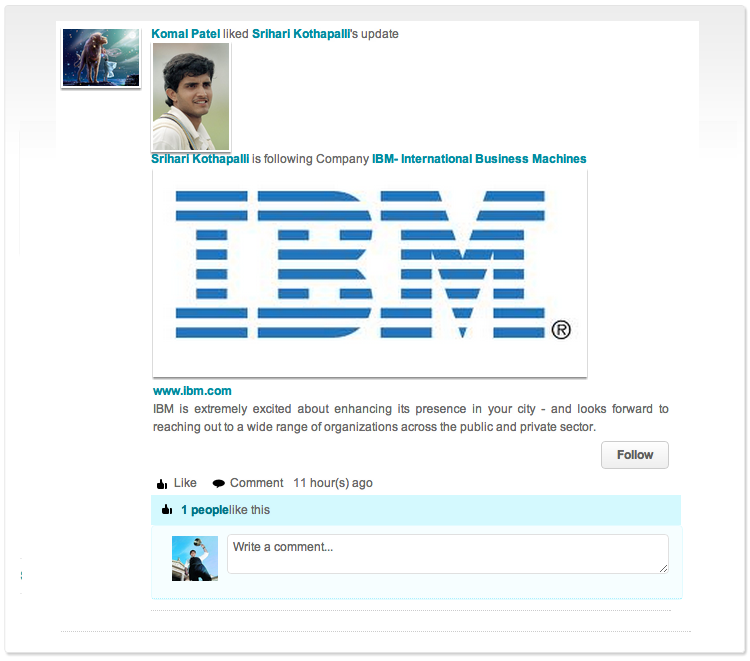 Komal Patel liked Srihari Kothapalli's update
Srihari Kothapalli is following Company IBM- International Business Machines
IBM®
www.ibm.com
IBM is extremely excited about enhancing its presence in your city - and looks forward to
reaching out to a wide range of organizations across the public and private sector.
Follow
Like Comment 11 hour(s) ago
1 peoplelike this
Write a comment...